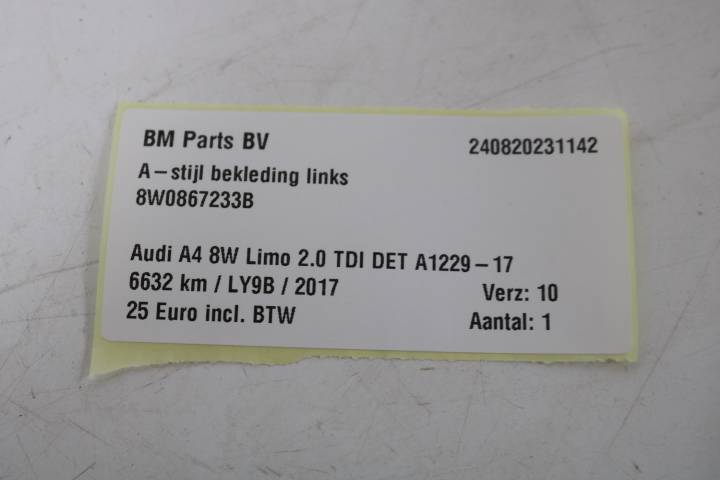 BM Parts BV 240820231142
A-stijl bekleding links
8W0867233B
Audi A4 8W Limo 2.0 TDI DET A1229-17
6632 km / LY9B / 2017 Verz: 10
25 Euro incl. BTW Aantal: 1